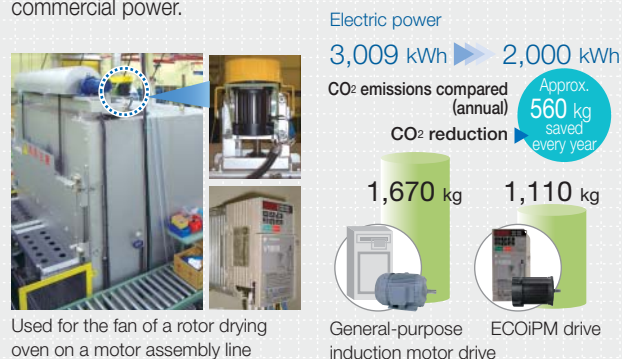 commercial power.
Used for the fan of a rotor drying
oven on a motor assembly line
Electric power
3,009 kWh 2,000 kWh
CO2 emissions compared
(annual)
CO2 reduction
Approx.
560 kg
saved
every year
1,670 kg 1,110 kg
General-purpose
induction motor drive
ECOiPM drive